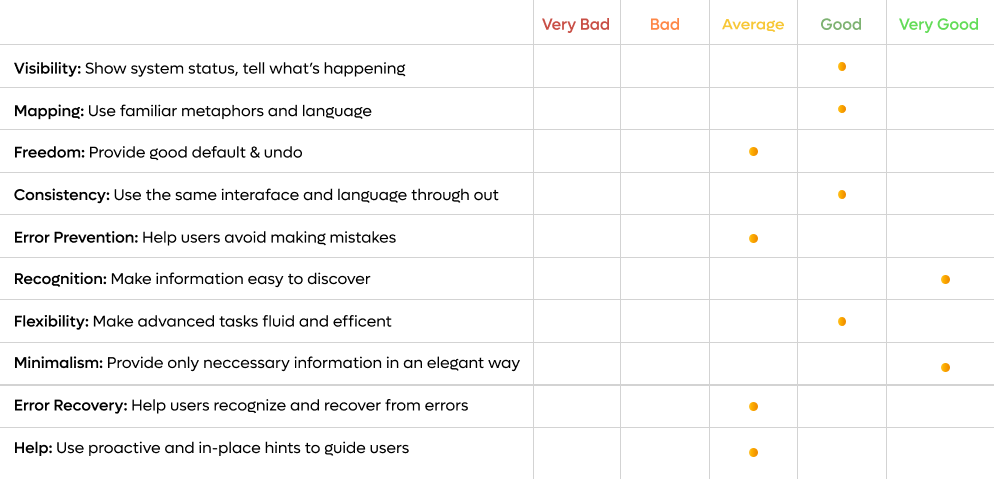 Very Bad Bad Average Good Very Good
Visibility: Show system status, tell what's happening
Mapping: Use familiar metaphors and language
Freedom: Provide good default & undo
Consistency: Use the same interaface and language through out
Error Prevention: Help users avoid making mistakes
Recognition: Make information easy to discover
Flexibility: Make advanced tasks fluid and efficent
Minimalism: Provide only neccessary information in an elegant way
Error Recovery: Help users recognize and recover from errors
Help: Use proactive and in-place hints to guide users